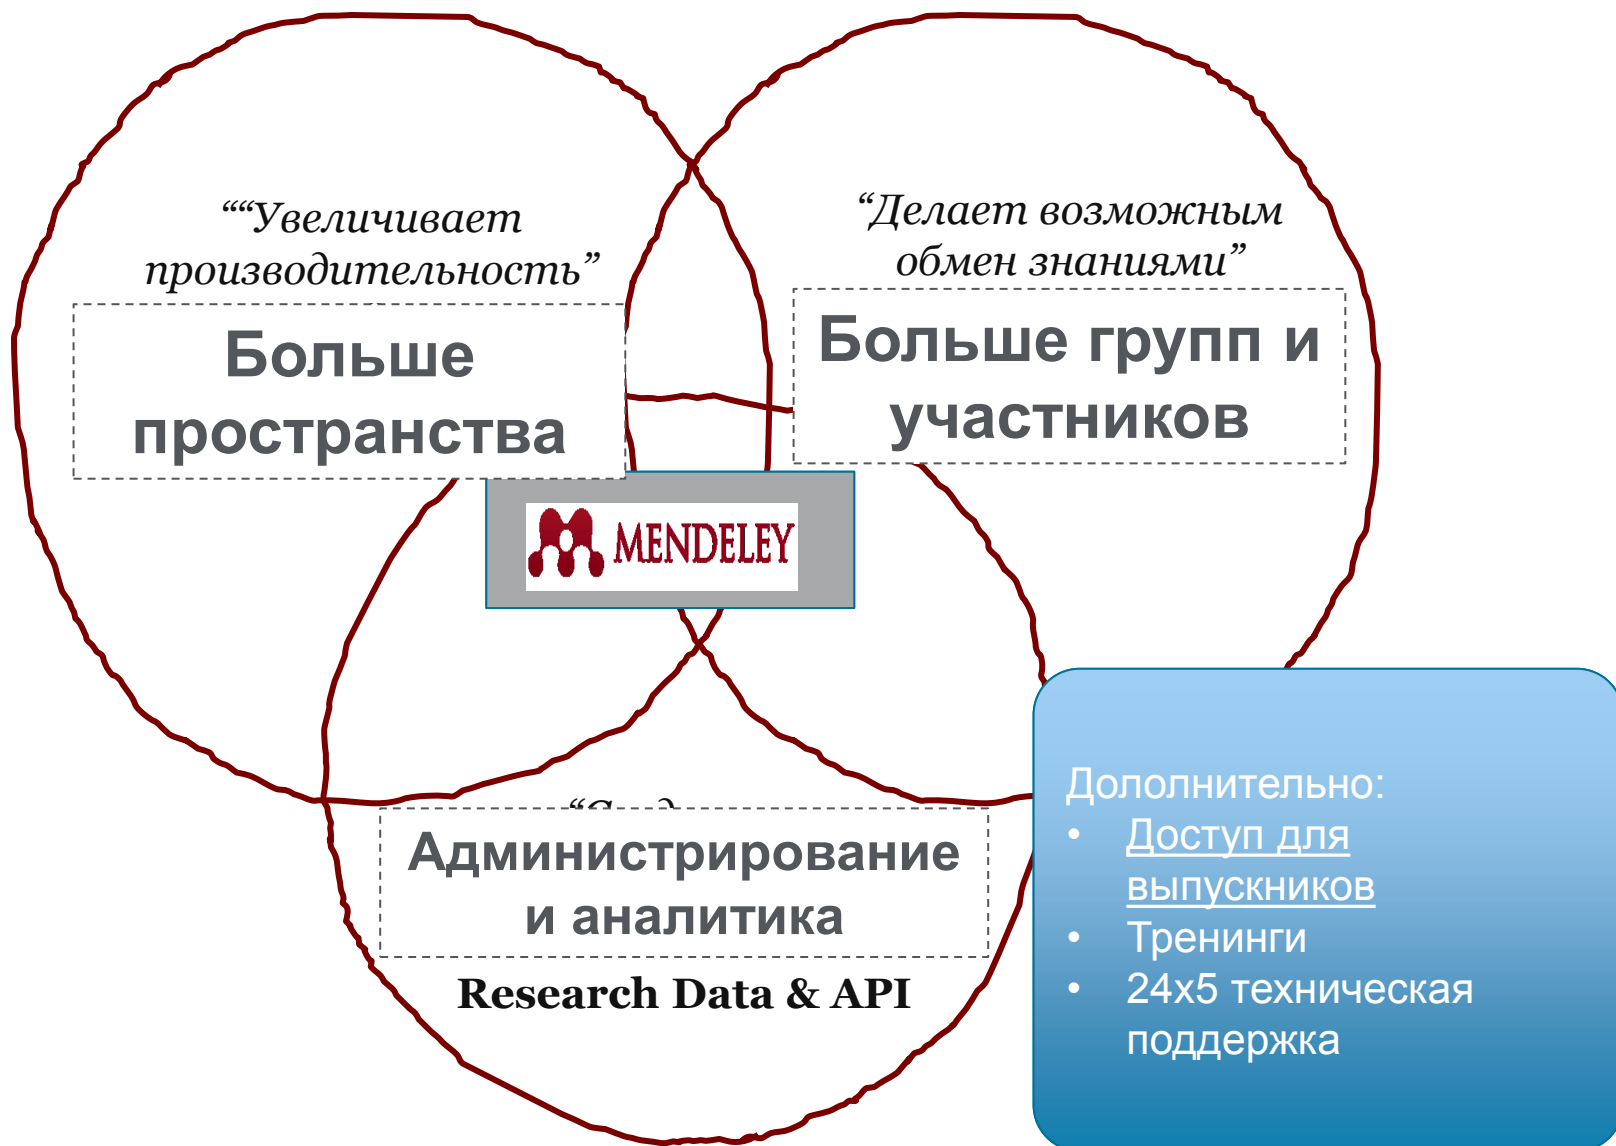 ““Увеличивает
производительность”
Больше
пространства
“Делает возможным
обмен знаниями”
Больше групп и
участников
MENDELEY
Администрирование
и аналитика
Research Data & API
Дололнительно:
• Доступ для
выпускников
• Тренинги
• 24x5 техническая
поддержка